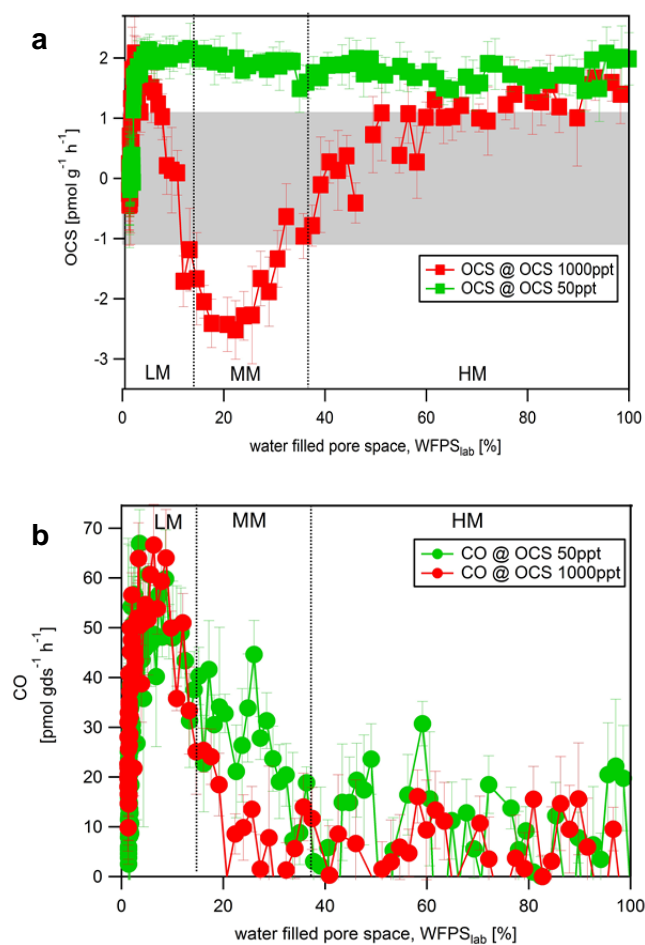 a
2
1
0
-1
-2
-3
OCS [pmol g⁻¹ h⁻¹]
OCS @ OCS 1000ppt
OCS @ OCS 50ppt
LM MM HM
0 20 40 60 80 100
water filled pore space, WFPSlab [%]
b
LM MM HM
70
60
50
40
30
20
10
0
CO
[pmol gds⁻¹ h⁻¹]
CO @ OCS 50ppt
CO @ OCS 1000ppt
0 20 40 60 80 100
water filled pore space, WFPSlab [%]